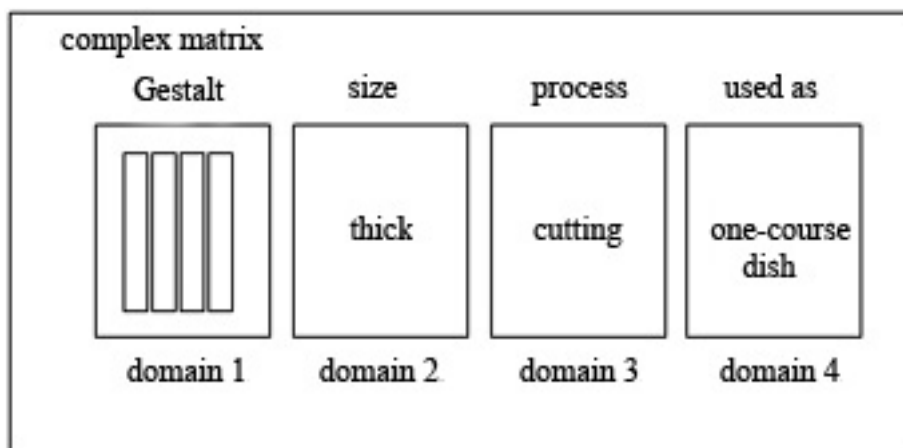 complex matrix
Gestalt size process used as
thick cutting one-course
dish
domain 1 domain 2 domain 3 domain 4